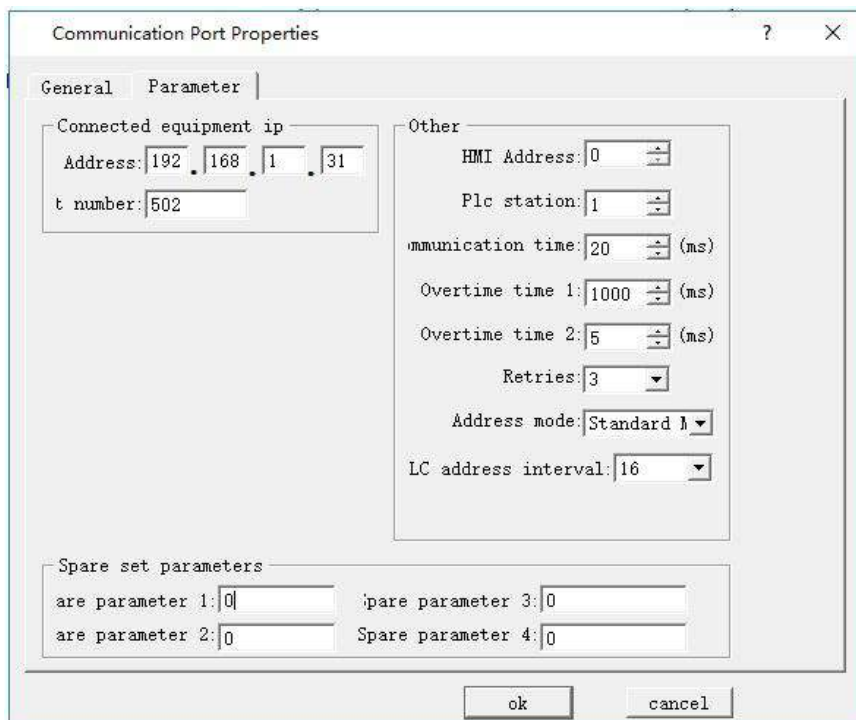 Communication Port Properties ? ×
General Parameter
Connected equipment ip
Address: 192 . 168 . 1 . 31
t number: 502
Other
HMI Address: 0
Plc station: 1
mmunication time: 20 (ms)
Overtime time 1: 1000 (ms)
Overtime time 2: 5 (ms)
Retries: 3
Address mode: Standard M
LC address interval: 16
Spare set parameters
are parameter 1: 0
pare parameter 3: 0
are parameter 2: 0
Spare parameter 4: 0
ok cancel